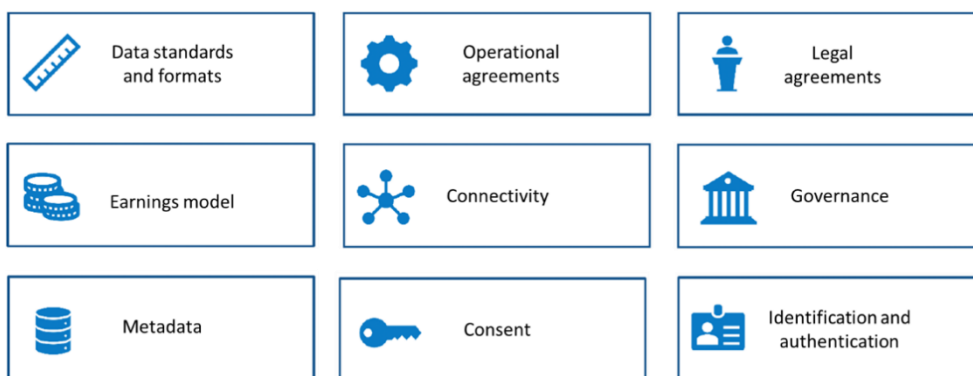 Data standards
and formats
Operational
agreements
Legal
agreements
Earnings model
Connectivity
Governance
Metadata
Consent
Identification and
authentication